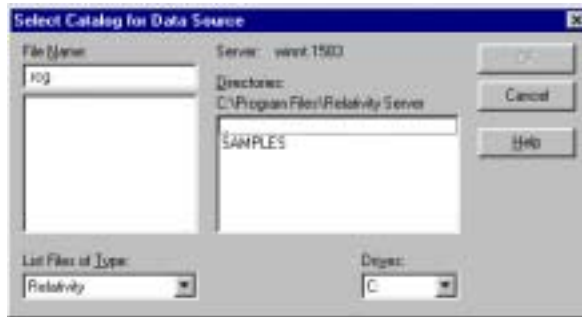 Select Catalog for Data Source
File Name:
.rcg
Server: winnt:1583
Directories:
C:\Program Files\Relativity Server
SAMPLES
OK
Cancel
Help
List Files of Type:
Relativity
Drives:
C: